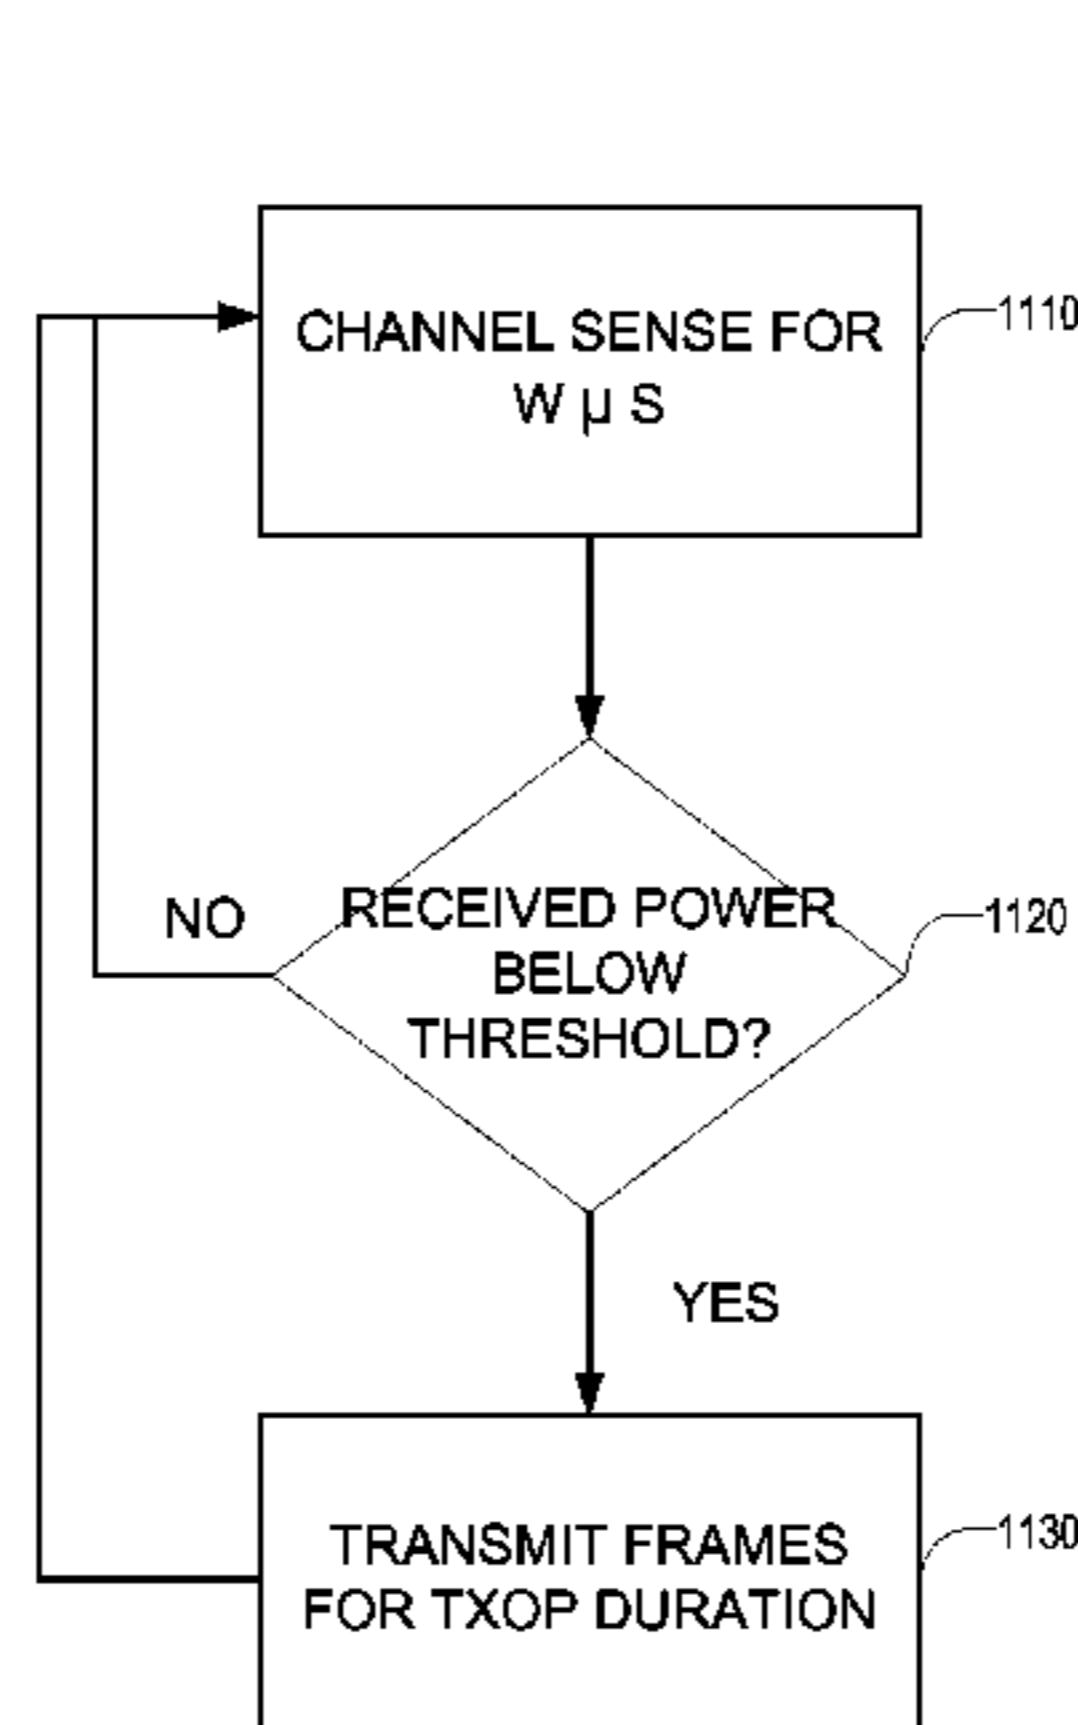 CHANNEL SENSE FOR
W μ S
1110
RECEIVED POWER
BELOW
THRESHOLD?
1120
NO
YES
TRANSMIT FRAMES
FOR TXOP DURATION
1130